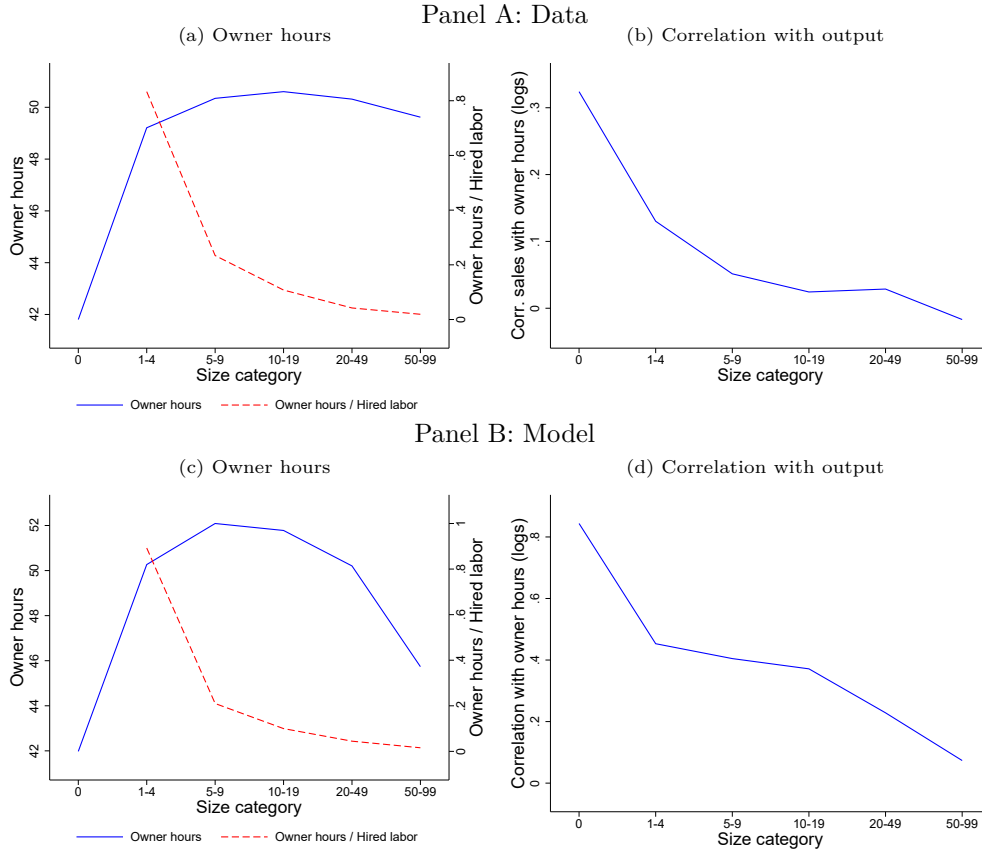 Panel A: Data
(a) Owner hours
Owner hours
42
44
46
48
50
Owner hours / Hired labor
0
.2
.4
.6
.8
0
1-4
5-9
10-19
20-49
50-99
Size category
Owner hours
Owner hours / Hired labor
(b) Correlation with output
Corr. sales with owner hours (logs)
0
.1
.2
.3
0
1-4
5-9
10-19
20-49
50-99
Size category
Panel B: Model
(c) Owner hours
Owner hours
42
44
46
48
50
52
Owner hours / Hired labor
0
.2
.4
.6
.8
1
0
1-4
5-9
10-19
20-49
50-99
Size category
Owner hours
Owner hours / Hired labor
(d) Correlation with output
Correlation with owner hours (logs)
0
.2
.4
.6
.8
0
1-4
5-9
10-19
20-49
50-99
Size category